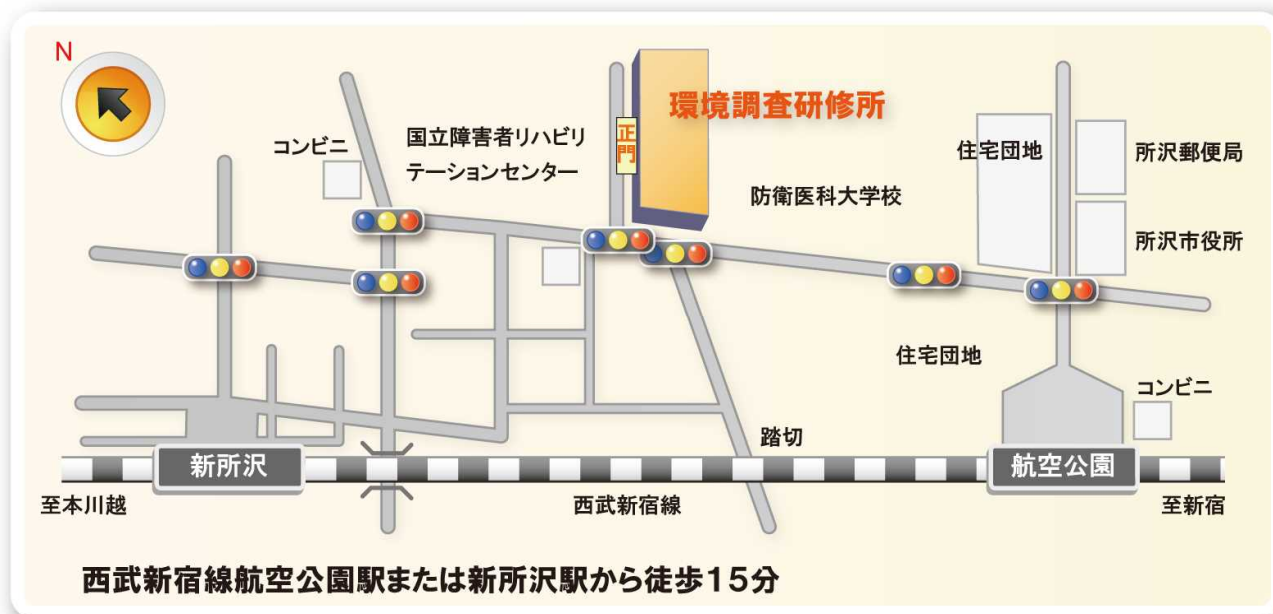 N
環境調査研修所
正門
コンビニ
国立障害者リハビリ
テーションセンター
住宅団地
所沢郵便局
防衛医科大学校
所沢市役所
住宅団地
コンビニ
踏切
新所沢
航空公園
至本川越
西武新宿線
至新宿
西武新宿線航空公園駅または新所沢駅から徒歩15分